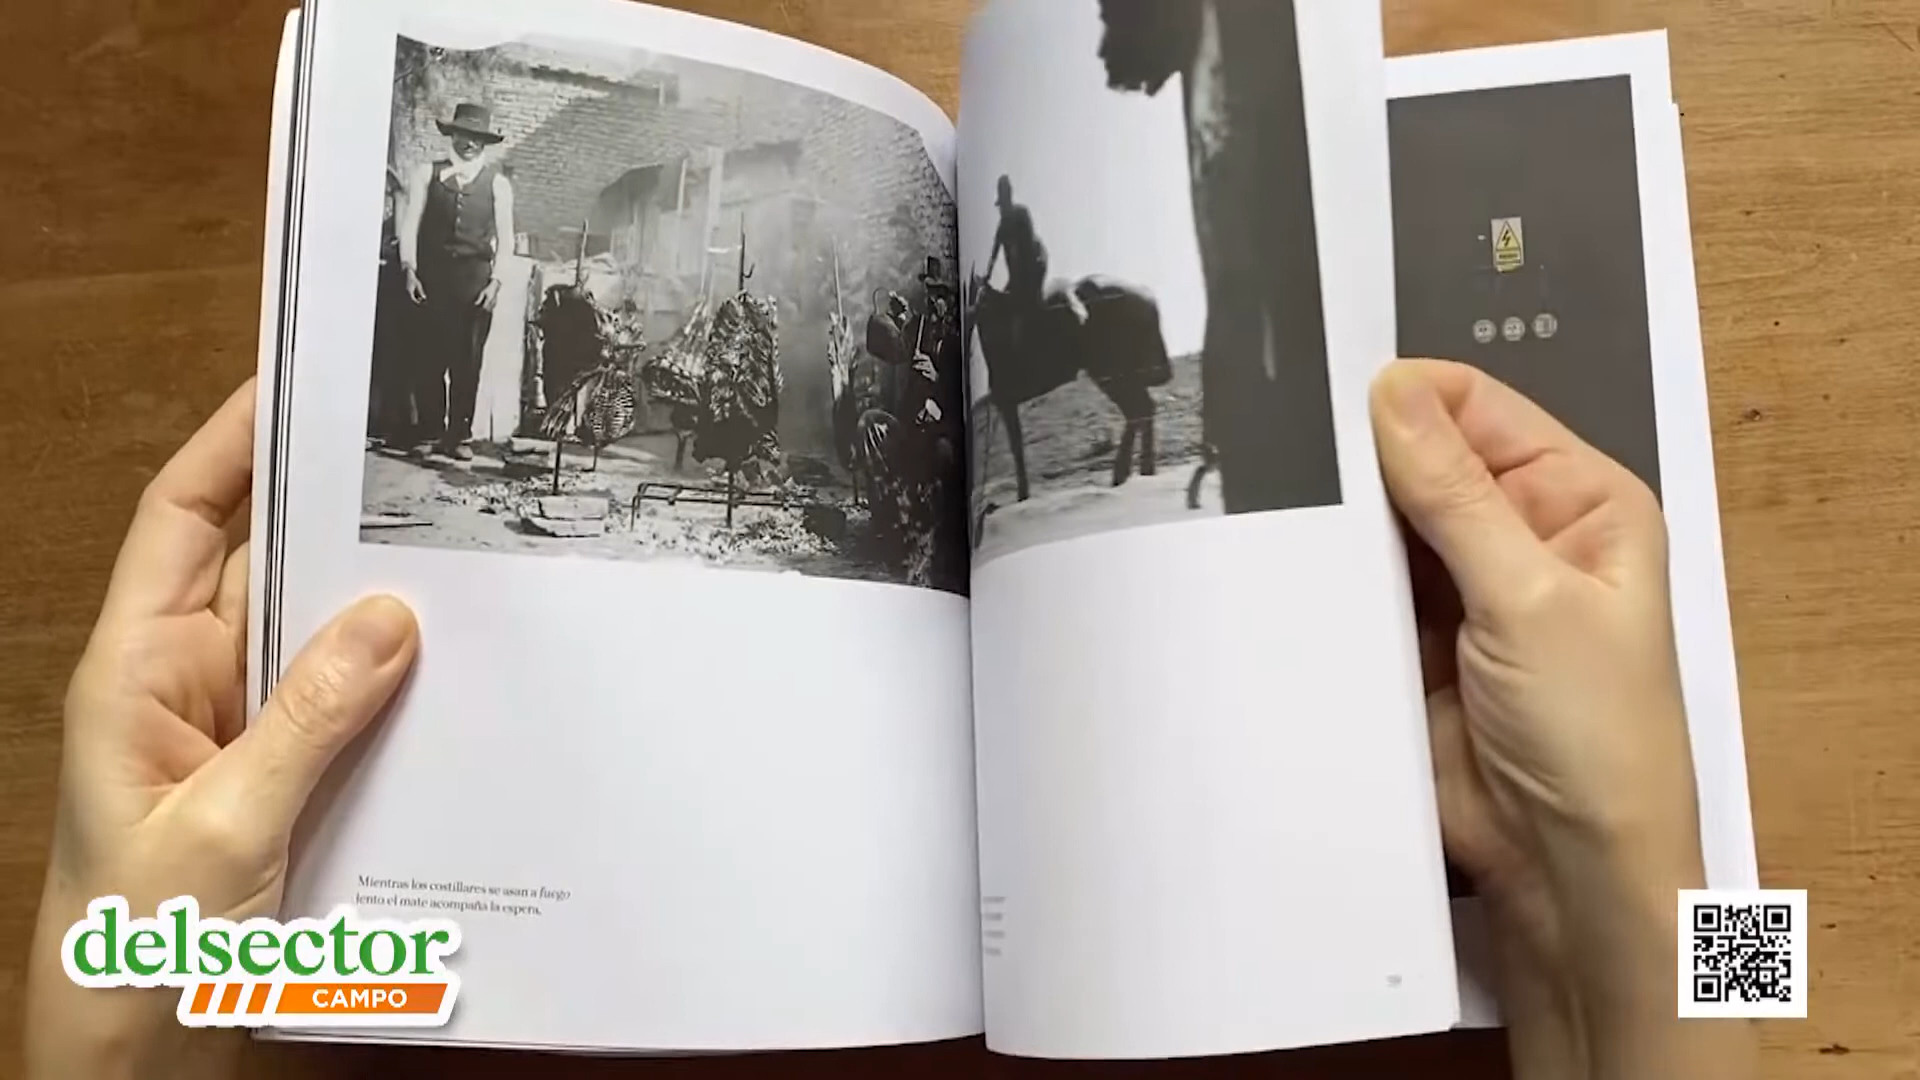 Mientras los costillares se asan a fuego
lento el mate acompaña la espera.
delsector
CAMPO